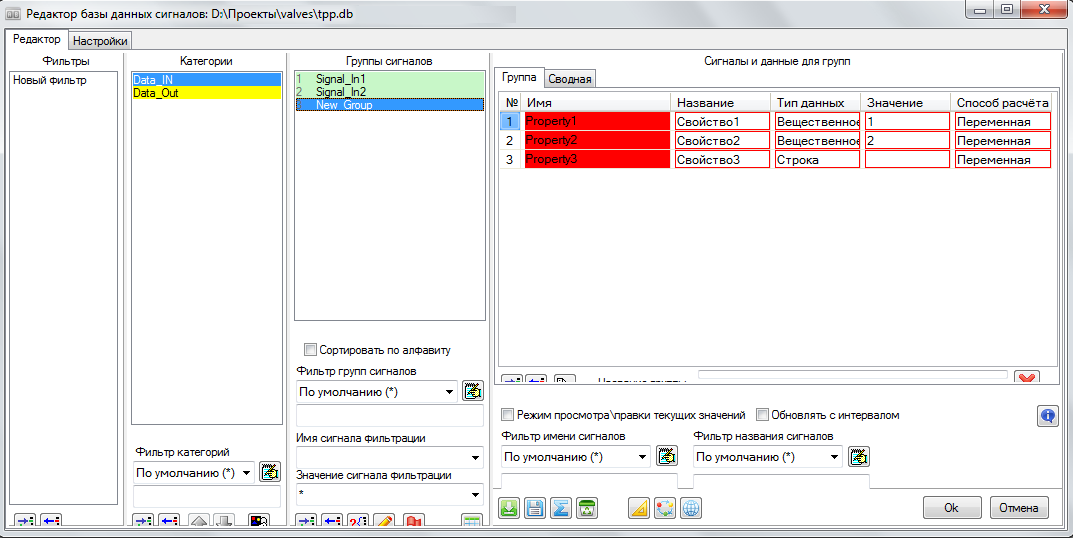 Редактор базы данных сигналов: D:\Проекты\valves\tpp.db
Редактор Настройки
Фильтры Категории Группы сигналов Сигналы и данные для групп
Новый фильтр
Data_IN
Data_Out
1 Signal_In1
2 Signal_In2
New_Group
Сортировать по алфавиту
Фильтр групп сигналов
По умолчанию (*)
Имя сигнала фильтрации
Значение сигнала фильтрации
*
Фильтр категорий
По умолчанию (*)
Группа Сводная
№ Имя Название Тип данных Значение Способ расчёта
1 Property1 Свойство1 Вещественное 1 Переменная
2 Property2 Свойство2 Вещественное 2 Переменная
3 Property3 Свойство3 Строка Переменная
Название группы
Режим просмотра\правки текущих значений Обновлять с интервалом
Фильтр имени сигналов Фильтр названия сигналов
По умолчанию (*) По умолчанию (*)
Ok Отмена